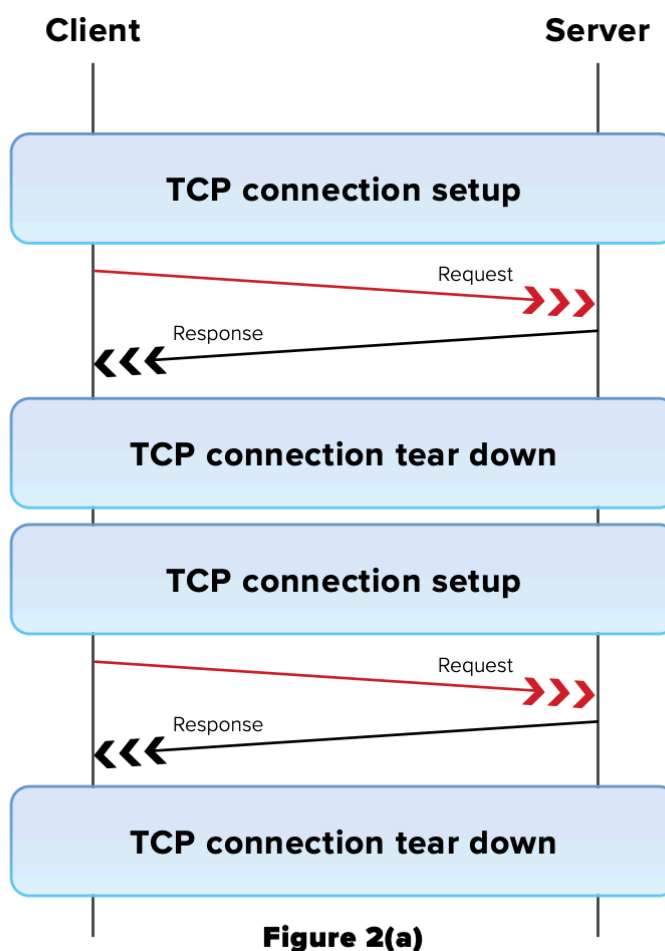 Client Server
TCP connection setup
Request
Response
TCP connection tear down
TCP connection setup
Request
Response
TCP connection tear down
Figure 2(a)